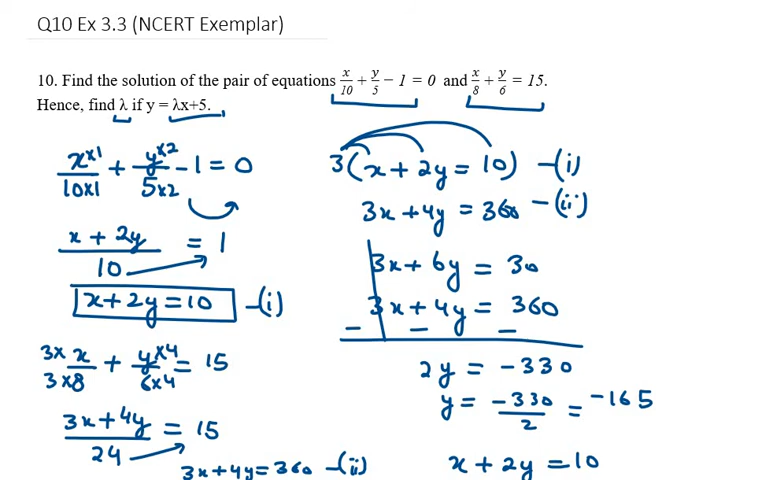 Q10 Ex 3.3 (NCERT Exemplar)
10. Find the solution of the pair of equations x/10 + y/5 − 1 = 0 and x/8 + y/6 = 15.
Hence, find λ if y = λx+5.
x×1/10×1 + y×2/5×2 − 1 = 0
x + 2y/10 = 1
x + 2y = 10 —(i)
3×x/3×8 + y×4/6×4 = 15
3x + 4y/24 = 15
3x + 4y = 360 —(ii)
3(x + 2y = 10) —(i)
3x + 4y = 360 —(ii)
3x + 6y = 30
3x + 4y = 360
− − −
2y = −330
y = −330/2 = −165
x + 2y = 10